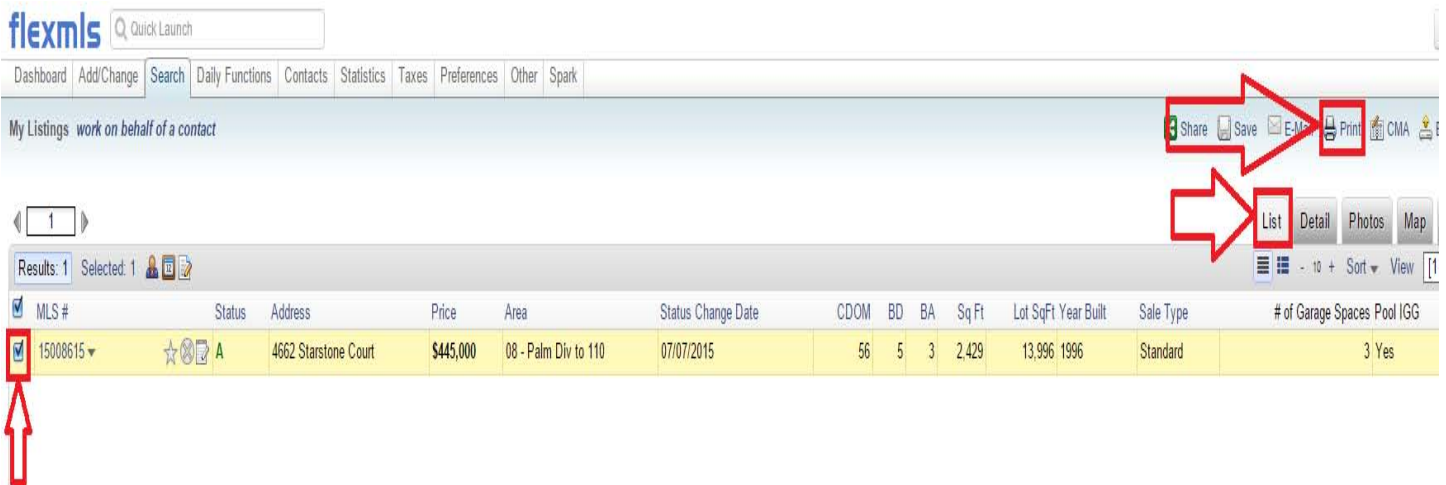 flexmls Quick Launch
Dashboard Add/Change Search Daily Functions Contacts Statistics Taxes Preferences Other Spark
My Listings work on behalf of a contact Share Save E-Mail Print CMA
1 List Detail Photos Map
Results: 1 Selected: 1 - 10 + Sort View [1
MLS # Status Address Price Area Status Change Date CDOM BD BA Sq Ft Lot SqFt Year Built Sale Type # of Garage Spaces Pool IGG
15008615 A 4662 Starstone Court $445,000 08 - Palm Div to 110 07/07/2015 56 5 3 2,429 13,996 1996 Standard 3 Yes